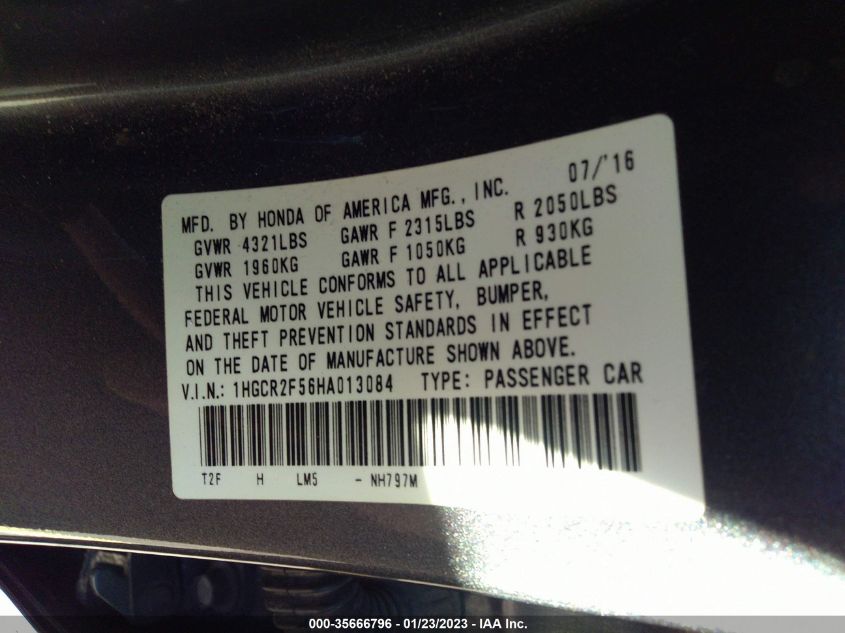 07/'16
MFD. BY HONDA OF AMERICA MFG., INC.
GVWR 4321LBS GAWR F 2315LBS R 2050LBS
GVWR 1960KG GAWR F 1050KG R 930KG
THIS VEHICLE CONFORMS TO ALL APPLICABLE
FEDERAL MOTOR VEHICLE SAFETY, BUMPER,
AND THEFT PREVENTION STANDARDS IN EFFECT
ON THE DATE OF MANUFACTURE SHOWN ABOVE.
V.I.N.: 1HGCR2F56HA013084 TYPE: PASSENGER CAR
T2F H LM5 - NH797M
000-35666796 - 01/23/2023 - IAA Inc.